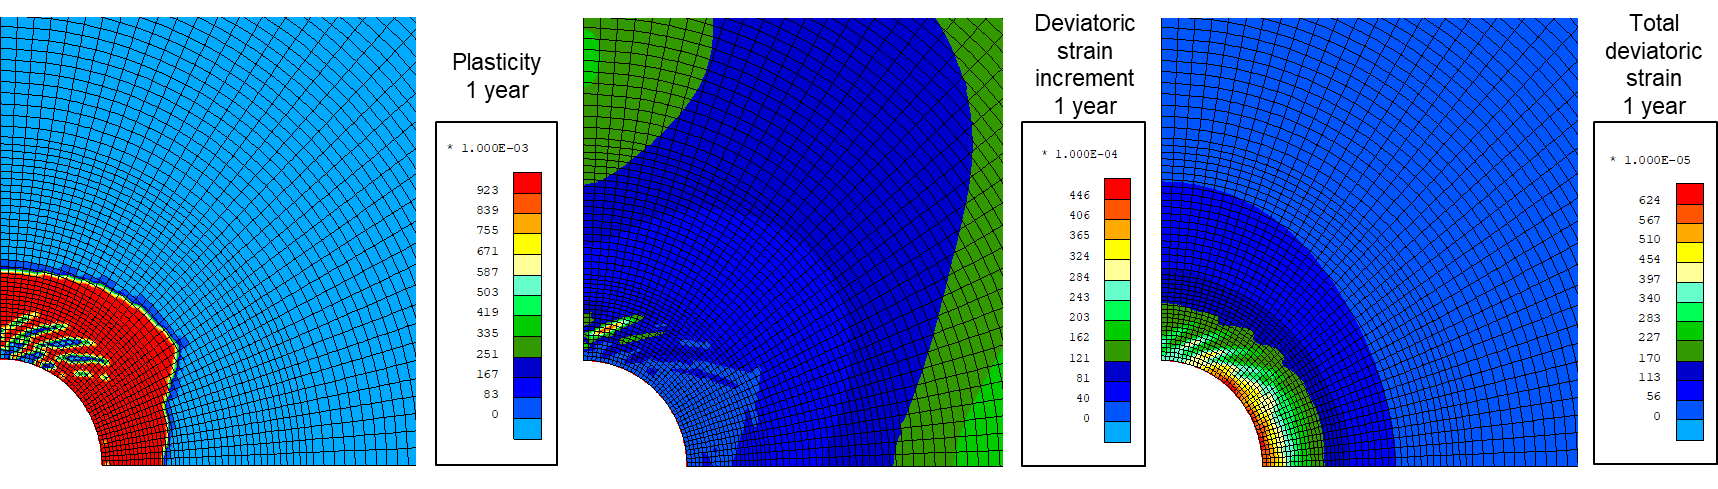 Plasticity
1 year
* 1.000E-03
923
839
755
671
587
503
419
335
251
167
83
0
Deviatoric
strain
increment
1 year
* 1.000E-04
446
406
365
324
284
243
203
162
121
81
40
0
Total
deviatoric
strain
1 year
* 1.000E-05
624
567
510
454
397
340
283
227
170
113
56
0